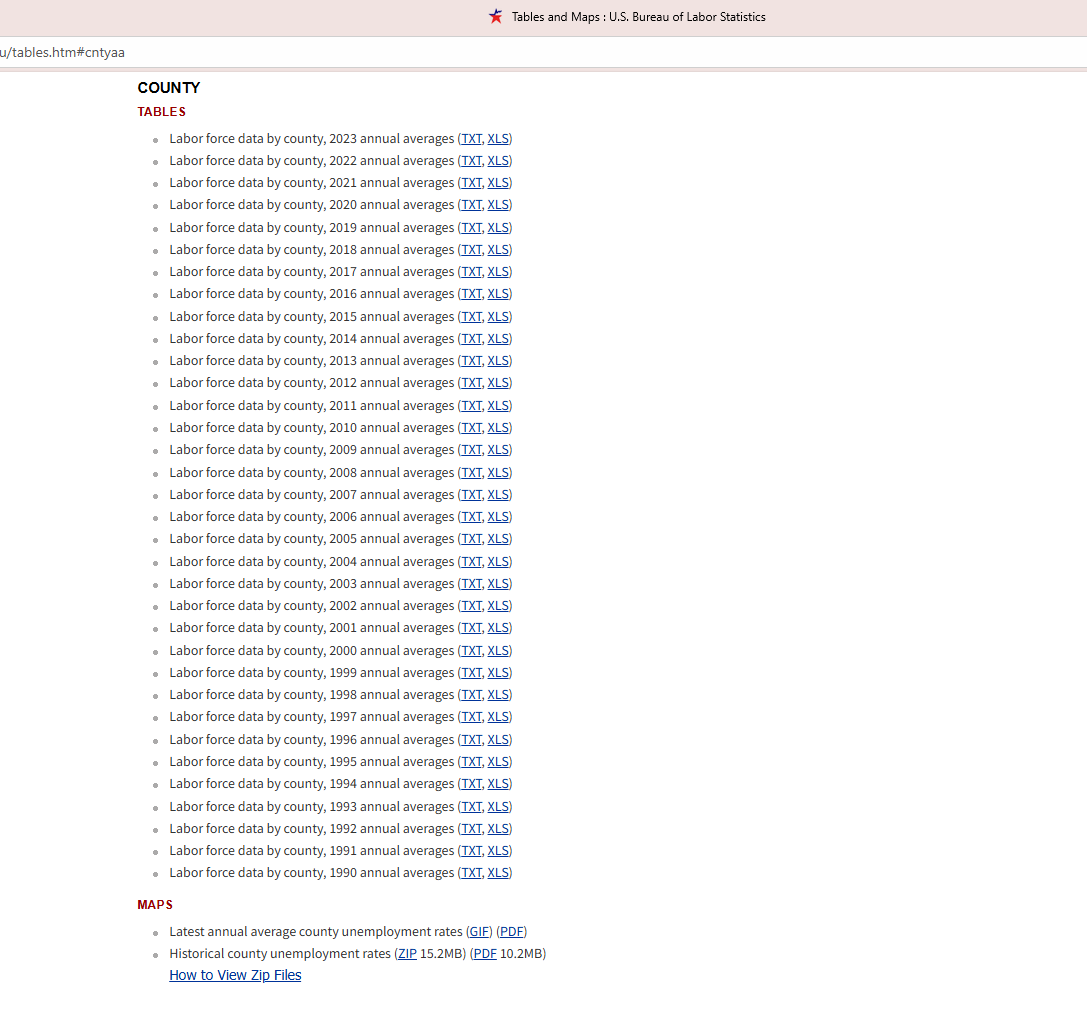 Tables and Maps : U.S. Bureau of Labor Statistics
u/tables.htm#cntyaa
COUNTY
TABLES
Labor force data by county, 2023 annual averages (TXT, XLS)
Labor force data by county, 2022 annual averages (TXT, XLS)
Labor force data by county, 2021 annual averages (TXT, XLS)
Labor force data by county, 2020 annual averages (TXT, XLS)
Labor force data by county, 2019 annual averages (TXT, XLS)
Labor force data by county, 2018 annual averages (TXT, XLS)
Labor force data by county, 2017 annual averages (TXT, XLS)
Labor force data by county, 2016 annual averages (TXT, XLS)
Labor force data by county, 2015 annual averages (TXT, XLS)
Labor force data by county, 2014 annual averages (TXT, XLS)
Labor force data by county, 2013 annual averages (TXT, XLS)
Labor force data by county, 2012 annual averages (TXT, XLS)
Labor force data by county, 2011 annual averages (TXT, XLS)
Labor force data by county, 2010 annual averages (TXT, XLS)
Labor force data by county, 2009 annual averages (TXT, XLS)
Labor force data by county, 2008 annual averages (TXT, XLS)
Labor force data by county, 2007 annual averages (TXT, XLS)
Labor force data by county, 2006 annual averages (TXT, XLS)
Labor force data by county, 2005 annual averages (TXT, XLS)
Labor force data by county, 2004 annual averages (TXT, XLS)
Labor force data by county, 2003 annual averages (TXT, XLS)
Labor force data by county, 2002 annual averages (TXT, XLS)
Labor force data by county, 2001 annual averages (TXT, XLS)
Labor force data by county, 2000 annual averages (TXT, XLS)
Labor force data by county, 1999 annual averages (TXT, XLS)
Labor force data by county, 1998 annual averages (TXT, XLS)
Labor force data by county, 1997 annual averages (TXT, XLS)
Labor force data by county, 1996 annual averages (TXT, XLS)
Labor force data by county, 1995 annual averages (TXT, XLS)
Labor force data by county, 1994 annual averages (TXT, XLS)
Labor force data by county, 1993 annual averages (TXT, XLS)
Labor force data by county, 1992 annual averages (TXT, XLS)
Labor force data by county, 1991 annual averages (TXT, XLS)
Labor force data by county, 1990 annual averages (TXT, XLS)
MAPS
Latest annual average county unemployment rates (GIF) (PDF)
Historical county unemployment rates (ZIP 15.2MB) (PDF 10.2MB)
How to View Zip Files